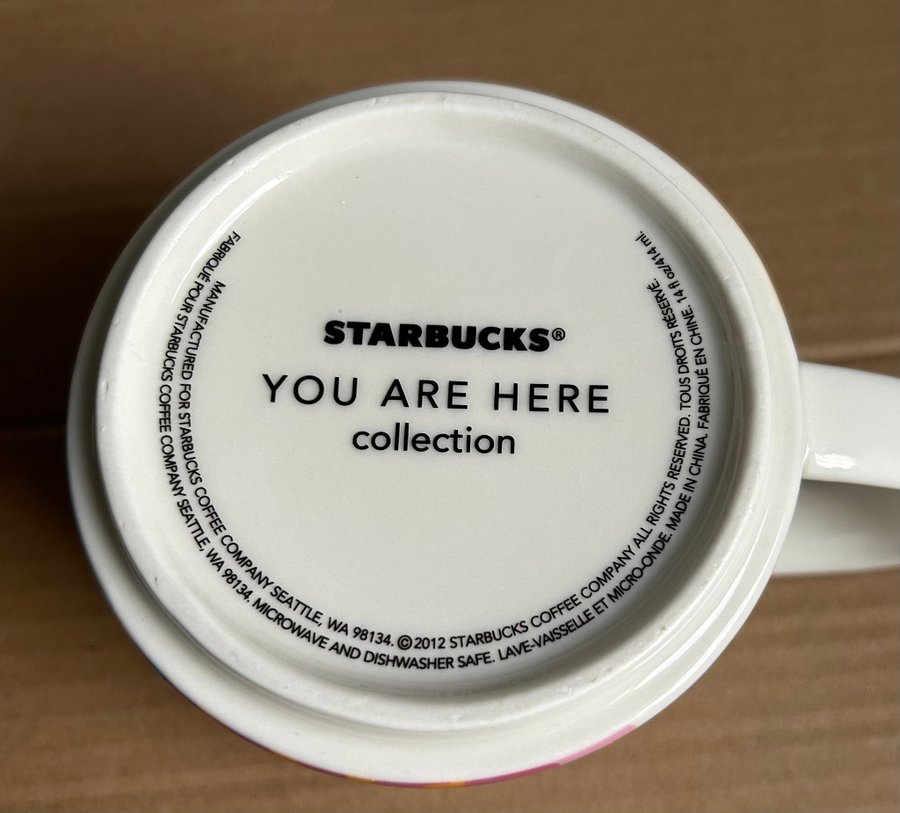 STARBUCKS®
YOU ARE HERE
collection
MANUFACTURED FOR STARBUCKS COFFEE COMPANY SEATTLE, WA 98134. ©2012 STARBUCKS COFFEE COMPANY ALL RIGHTS RESERVED. TOUS DROITS RÉSERVÉ.
FABRIQUÉ POUR STARBUCKS COFFEE COMPANY SEATTLE, WA 98134. MICROWAVE AND DISHWASHER SAFE. LAVE-VAISSELLE ET MICRO-ONDE. MADE IN CHINA. FABRIQUÉ EN CHINE. 14 fl oz/414 ml.